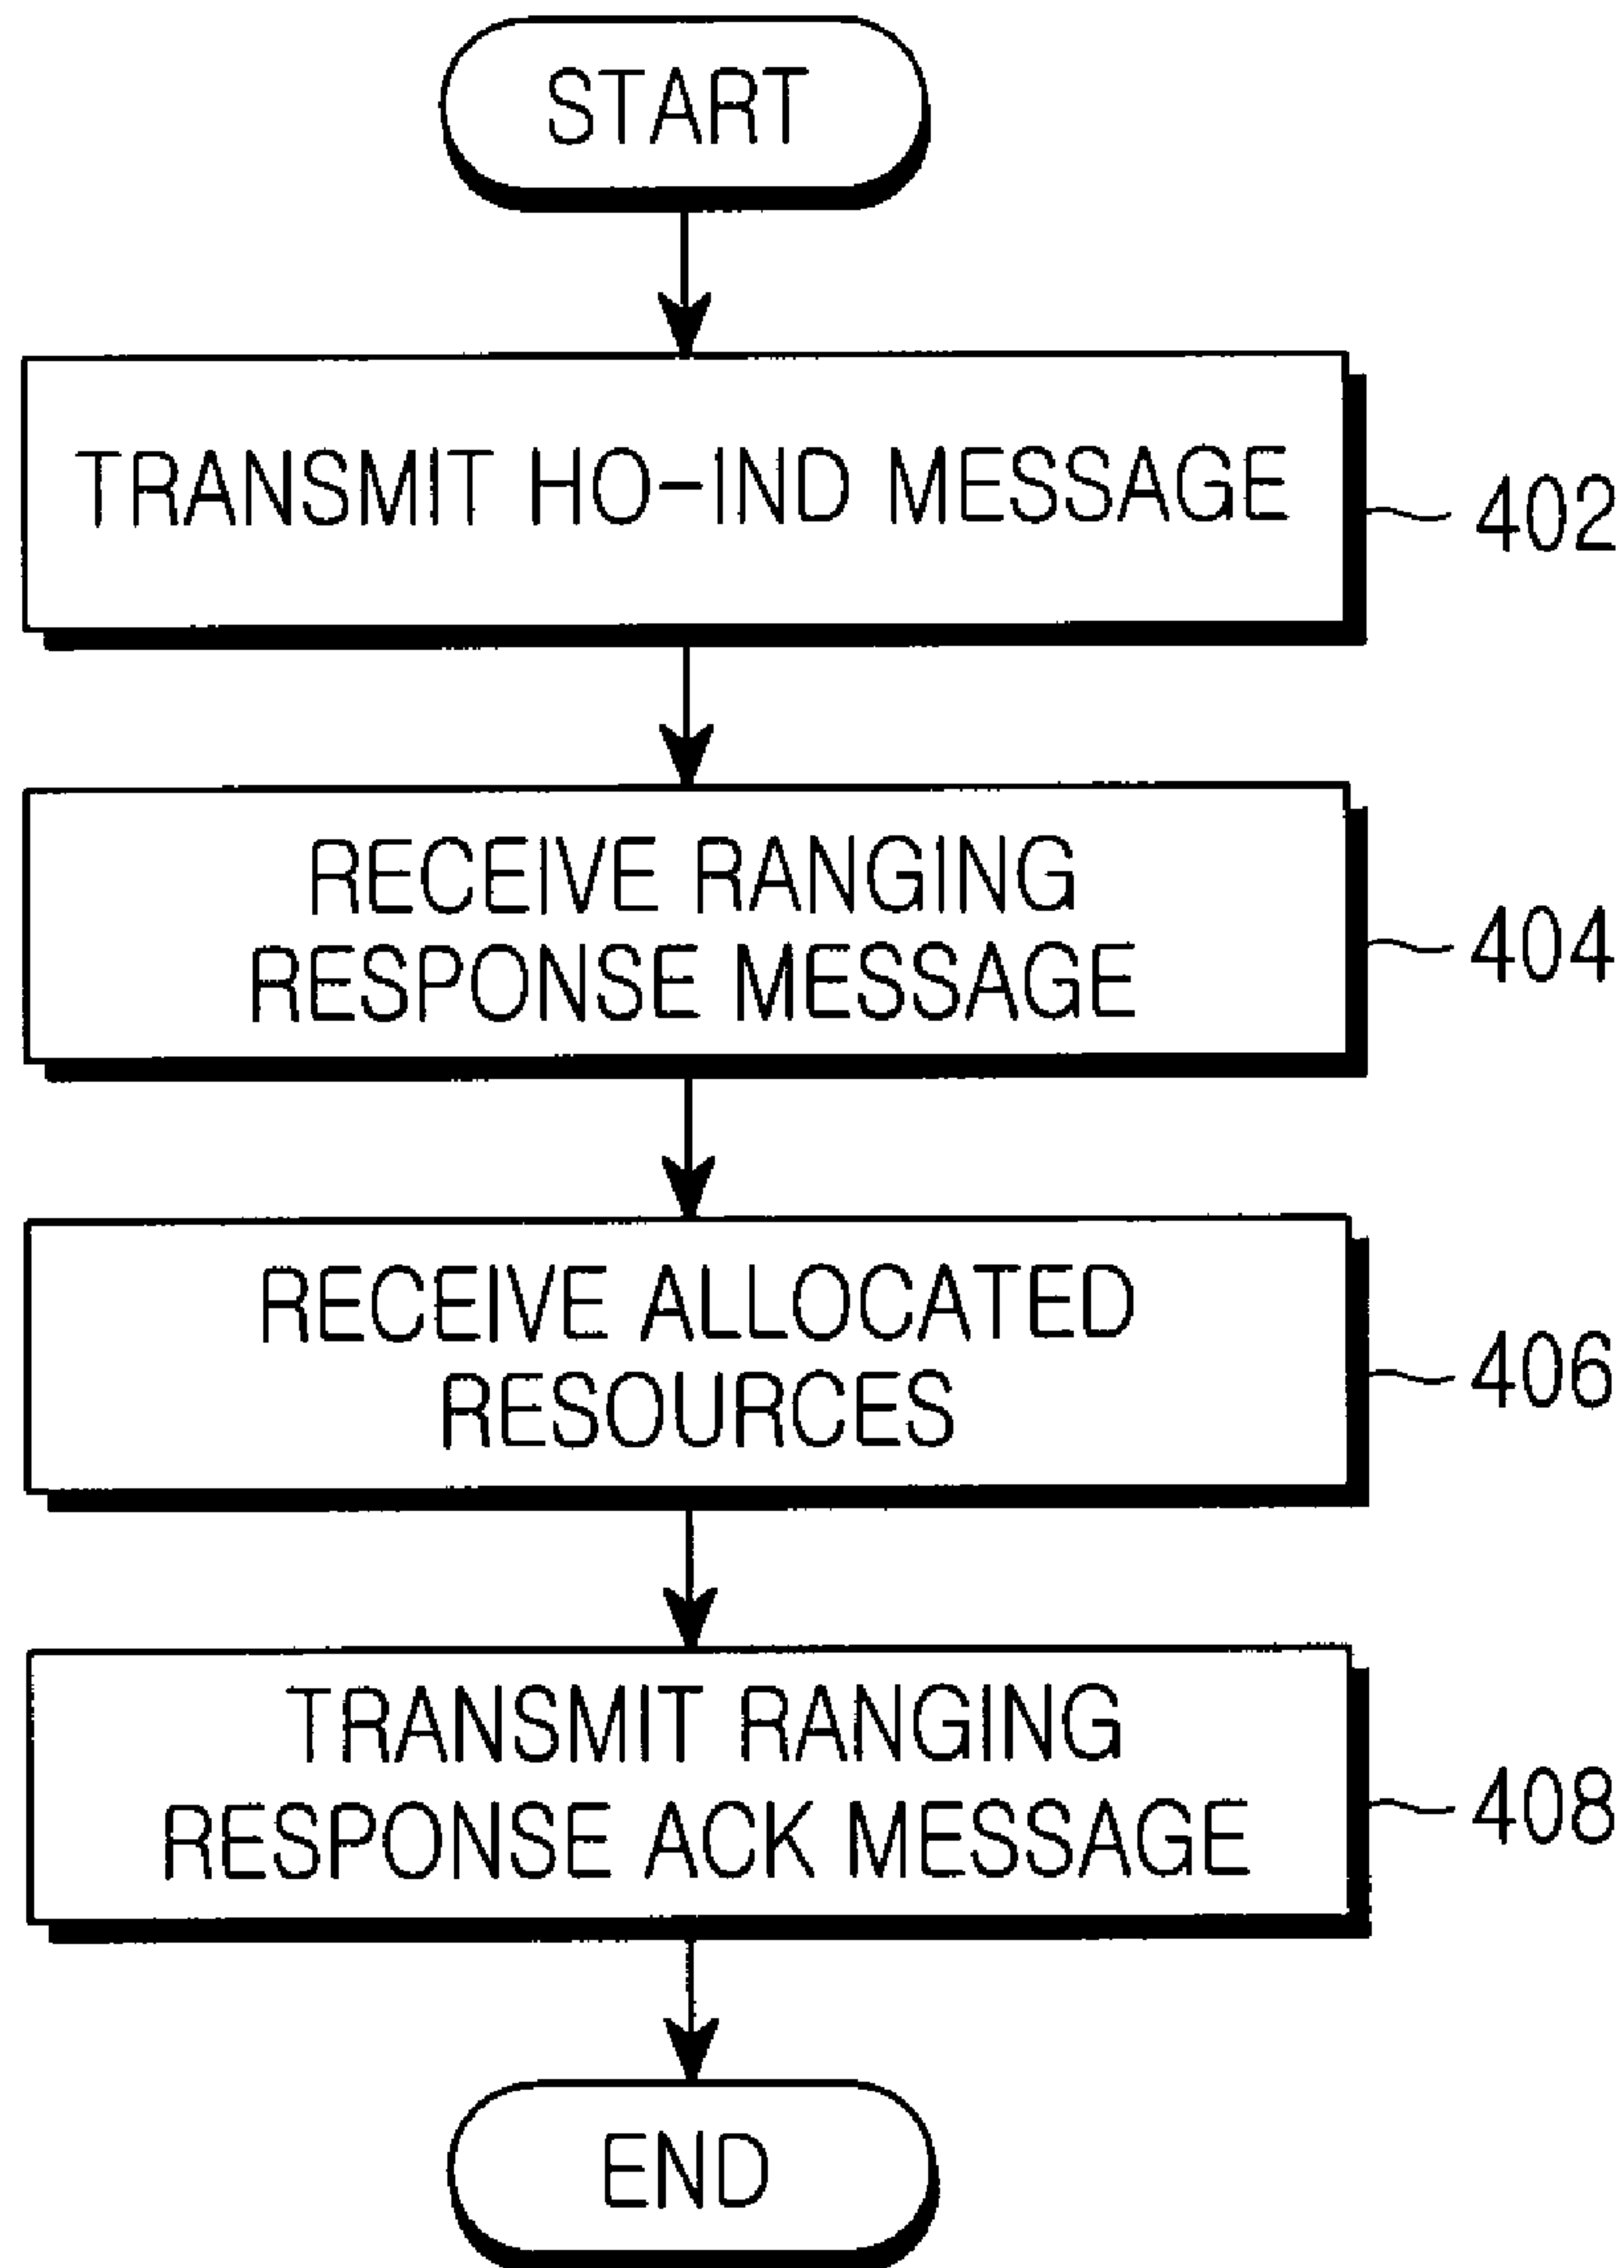 START
TRANSMIT HO-IND MESSAGE
402
RECEIVE RANGING
RESPONSE MESSAGE
404
RECEIVE ALLOCATED
RESOURCES
406
TRANSMIT RANGING
RESPONSE ACK MESSAGE
408
END